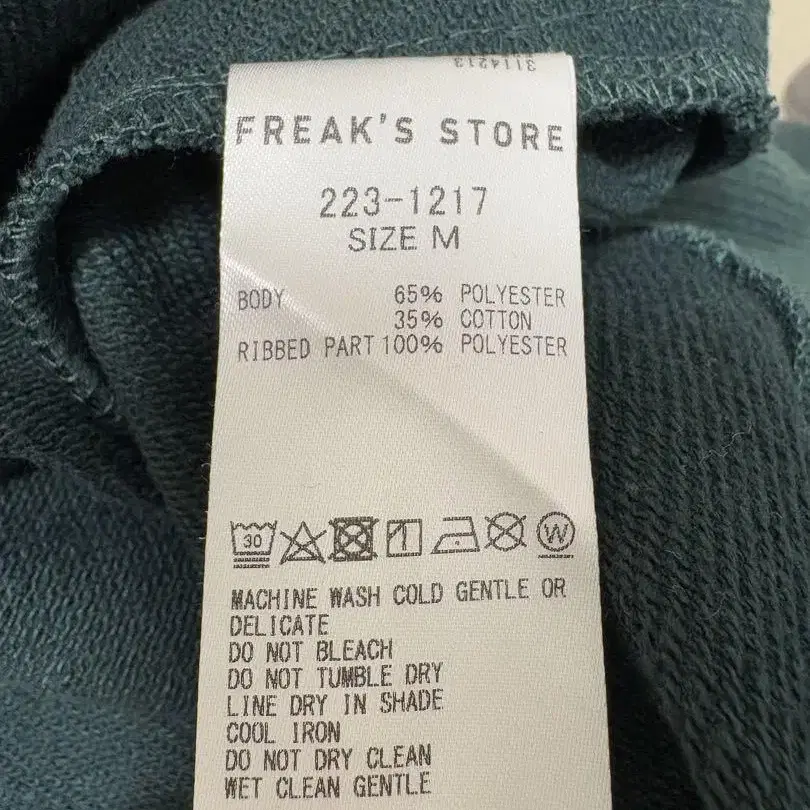 3114213
FREAK'S STORE
223-1217
SIZE M
BODY 65% POLYESTER
35% COTTON
RIBBED PART 100% POLYESTER
30 W
MACHINE WASH COLD GENTLE OR
DELICATE
DO NOT BLEACH
DO NOT TUMBLE DRY
LINE DRY IN SHADE
COOL IRON
DO NOT DRY CLEAN
WET CLEAN GENTLE